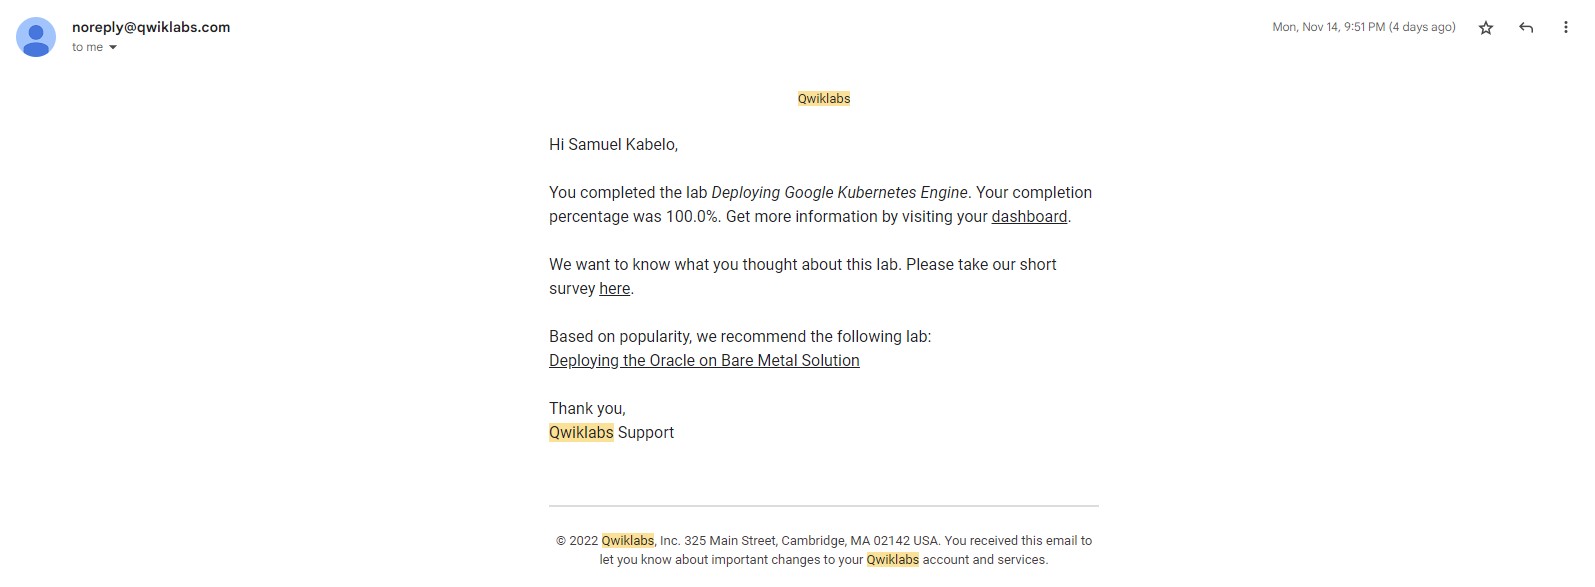 noreply@qwiklabs.com
Mon, Nov 14, 9:51 PM (4 days ago)
to me
Qwiklabs
Hi Samuel Kabelo,
You completed the lab Deploying Google Kubernetes Engine. Your completion
percentage was 100.0%. Get more information by visiting your dashboard.
We want to know what you thought about this lab. Please take our short
survey here.
Based on popularity, we recommend the following lab:
Deploying the Oracle on Bare Metal Solution
Thank you,
Qwiklabs Support
© 2022 Qwiklabs, Inc. 325 Main Street, Cambridge, MA 02142 USA. You received this email to
let you know about important changes to your Qwiklabs account and services.